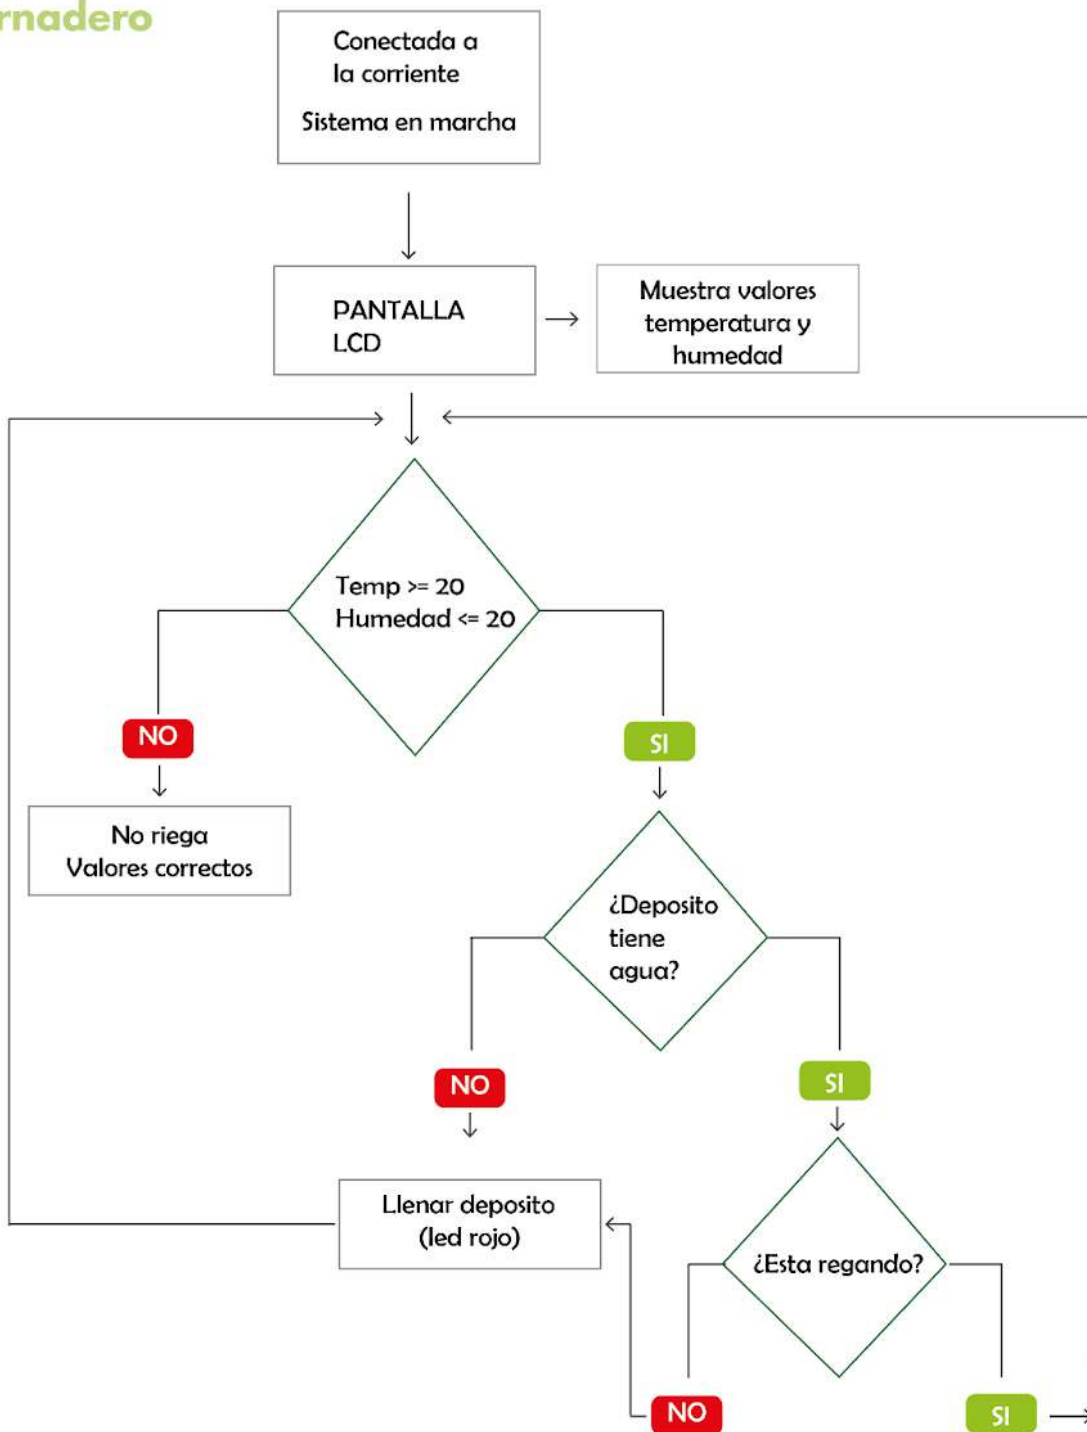 rnadero
Conectada a
la corriente
Sistema en marcha
PANTALLA
LCD
Muestra valores
temperatura y
humedad
Temp >= 20
Humedad <= 20
NO
SI
No riega
Valores correctos
¿Deposito
tiene
agua?
NO
SI
Llenar deposito
(led rojo)
¿Esta regando?
NO
SI